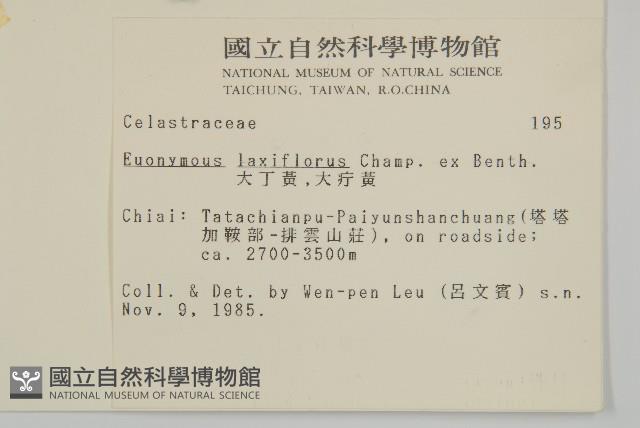 國立自然科學博物館
NATIONAL MUSEUM OF NATURAL SCIENCE
TAICHUNG, TAIWAN, R.O.CHINA
Celastraceae 195
Euonymous laxiflorus Champ. ex Benth.
大丁黃,大疔黃
Chiai: Tatachianpu-Paiyunshanchuang(塔塔
加鞍部-排雲山莊), on roadside;
ca. 2700-3500m
Coll. & Det. by Wen-pen Leu (呂文賓) s.n.
Nov. 9, 1985.
國立自然科學博物館
NATIONAL MUSEUM OF NATURAL SCIENCE